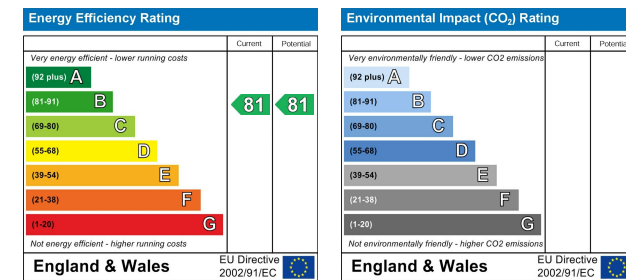 Energy Efficiency Rating
Current Potential
Very energy efficient - lower running costs
(92 plus) A
(81-91) B
81 81
(69-80) C
(55-68) D
(39-54) E
(21-38) F
(1-20) G
Not energy efficient - higher running costs
England & Wales
EU Directive
2002/91/EC
Environmental Impact (CO₂) Rating
Current Potential
Very environmentally friendly - lower CO2 emissions
(92 plus) A
(81-91) B
(69-80) C
(55-68) D
(39-54) E
(21-38) F
(1-20) G
Not environmentally friendly - higher CO2 emissions
England & Wales
EU Directive
2002/91/EC